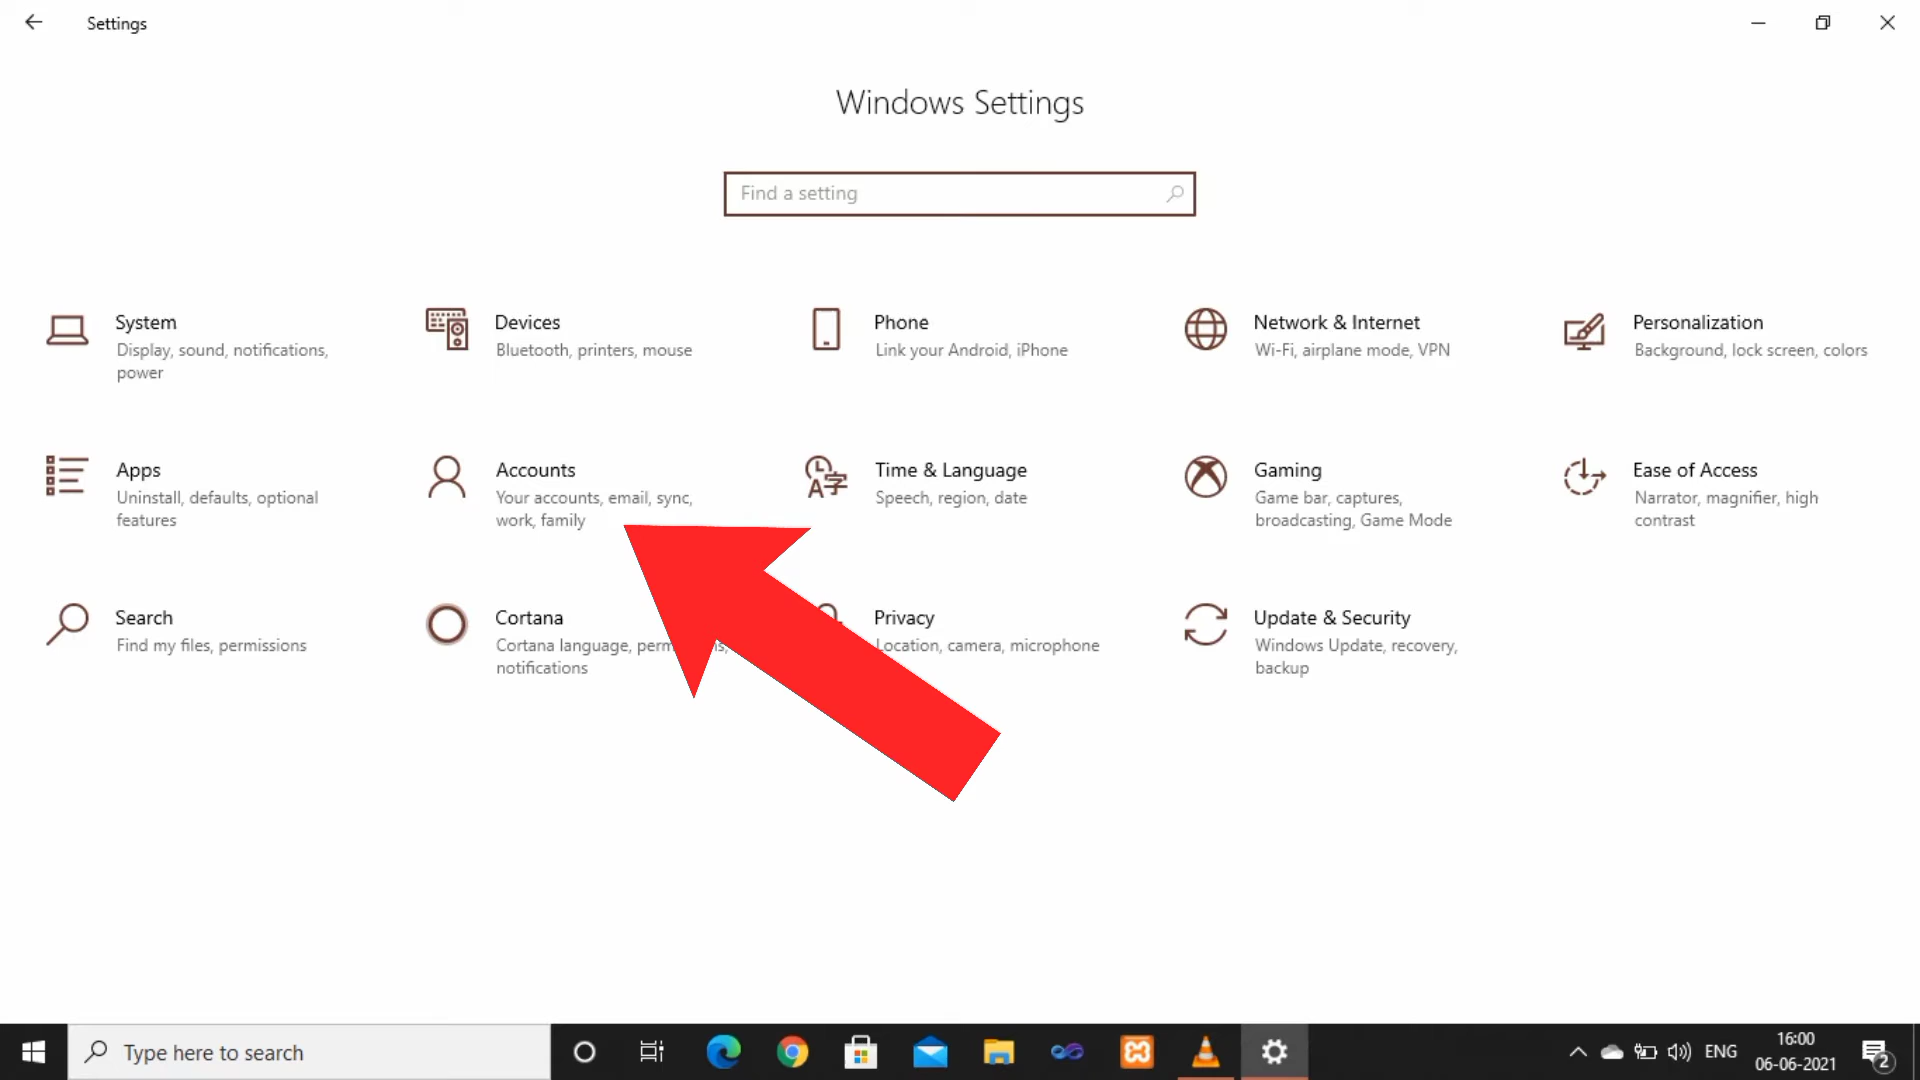 Settings
Windows Settings
Find a setting
System
Display, sound, notifications,
power
Devices
Bluetooth, printers, mouse
Phone
Link your Android, iPhone
Network & Internet
Wi-Fi, airplane mode, VPN
Personalization
Background, lock screen, colors
Apps
Uninstall, defaults, optional
features
Accounts
Your accounts, email, sync,
work, family
Time & Language
Speech, region, date
Gaming
Game bar, captures,
broadcasting, Game Mode
Ease of Access
Narrator, magnifier, high
contrast
Search
Find my files, permissions
Cortana
Cortana language,
notifications
Privacy
Location, camera, microphone
Update & Security
Windows Update, recovery,
backup
Type here to search
ENG
16:00
06-06-2021
2